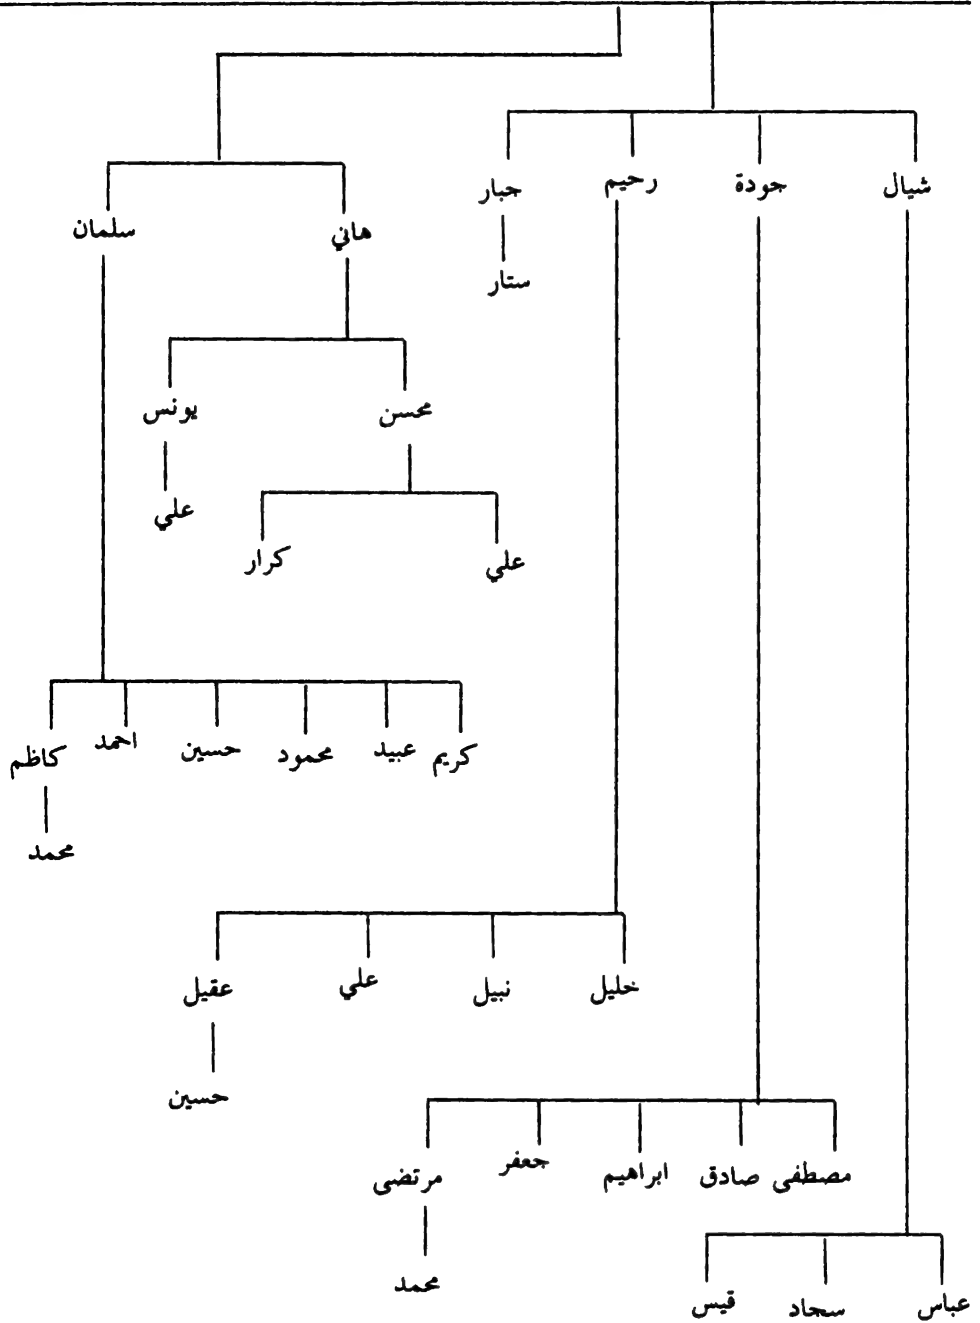 شيال جودة رحيم جبار
هاني سلمان
ستار
محسن يونس
علي
علي كرار
كريم عبيد محمود حسين احمد كاظم
محمد
خليل نبيل علي عقيل
حسين
مصطفى صادق ابراهيم جعفر مرتضى
محمد
عباس سجاد قيس